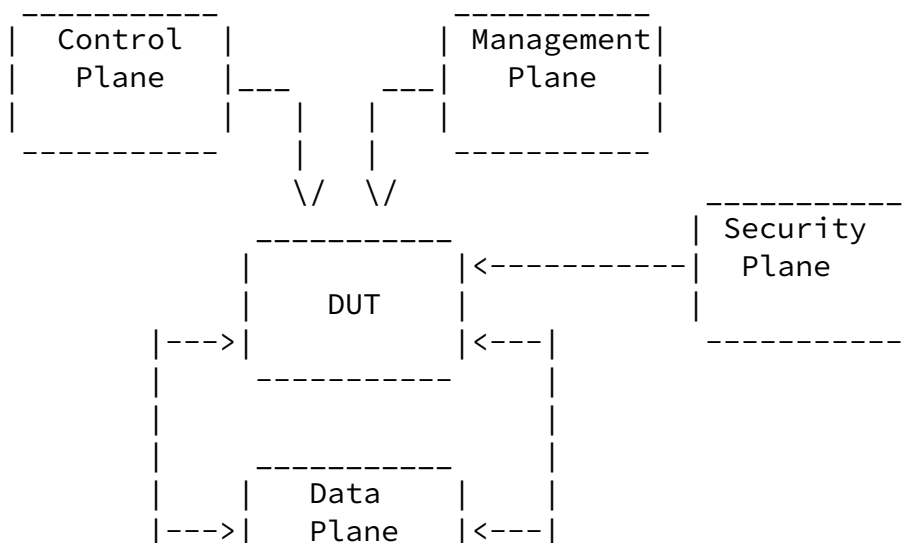 Control
Plane
Management
Plane
Security
Plane
DUT
Data
Plane